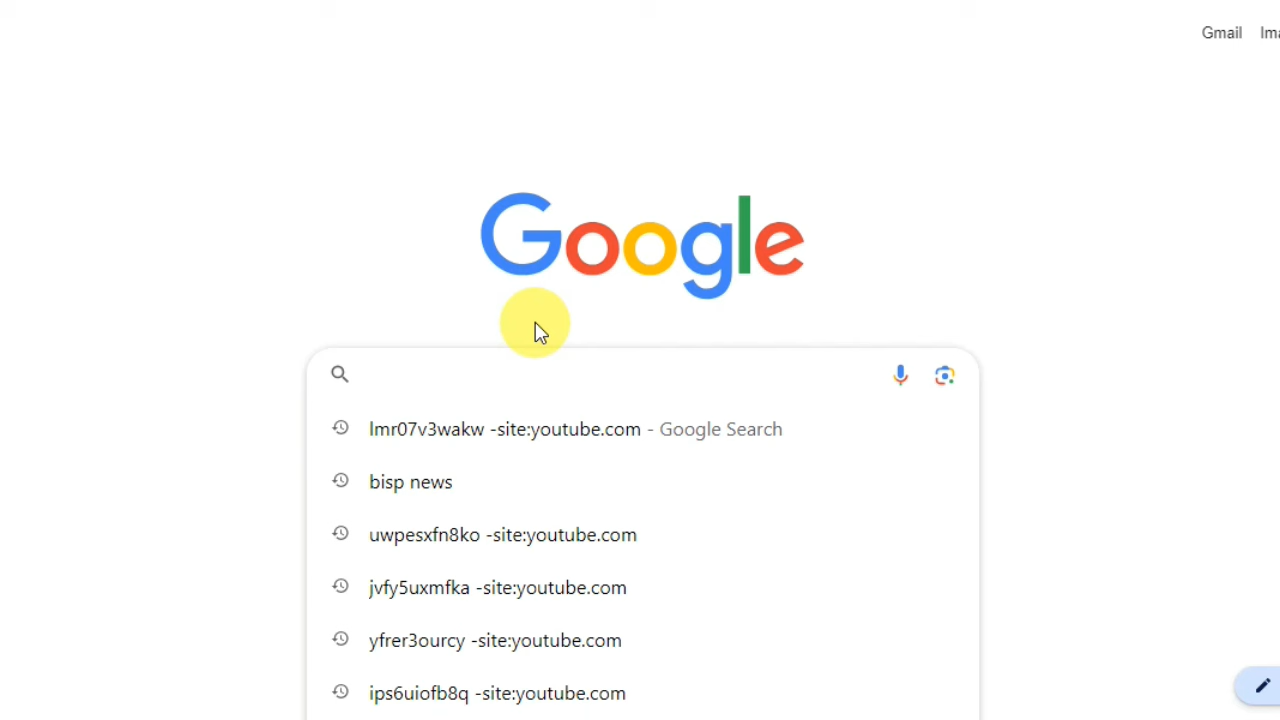 Gmail
Google
lmr07v3wakw -site:youtube.com - Google Search
bisp news
uwpesxfn8ko -site:youtube.com
jvfy5uxmfka -site:youtube.com
yfrer3ourcy -site:youtube.com
ips6uiofb8q -site:youtube.com